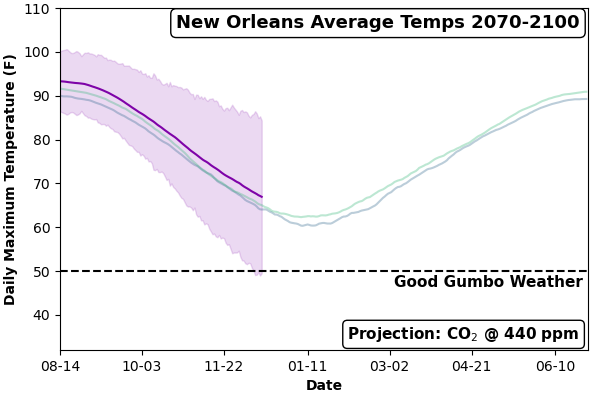 New Orleans Average Temps 2070-2100
Daily Maximum Temperature (F)
110
100
90
80
70
60
50
40
Good Gumbo Weather
Projection: CO₂ @ 440 ppm
08-14 10-03 11-22 01-11 03-02 04-21 06-10
Date